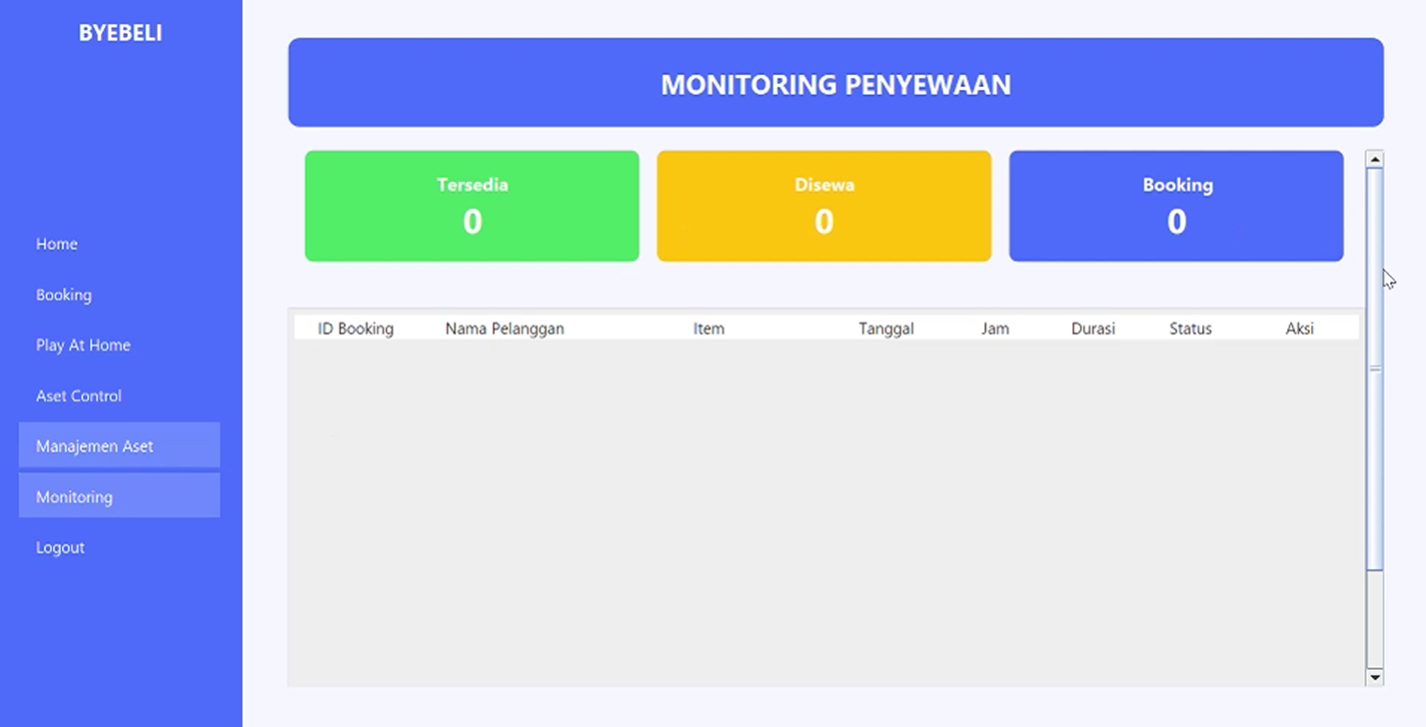 BYEBELI
Home
Booking
Play At Home
Aset Control
Manajemen Aset
Monitoring
Logout
MONITORING PENYEWAAN
Tersedia
0
Disewa
0
Booking
0
ID Booking Nama Pelanggan Item Tanggal Jam Durasi Status Aksi